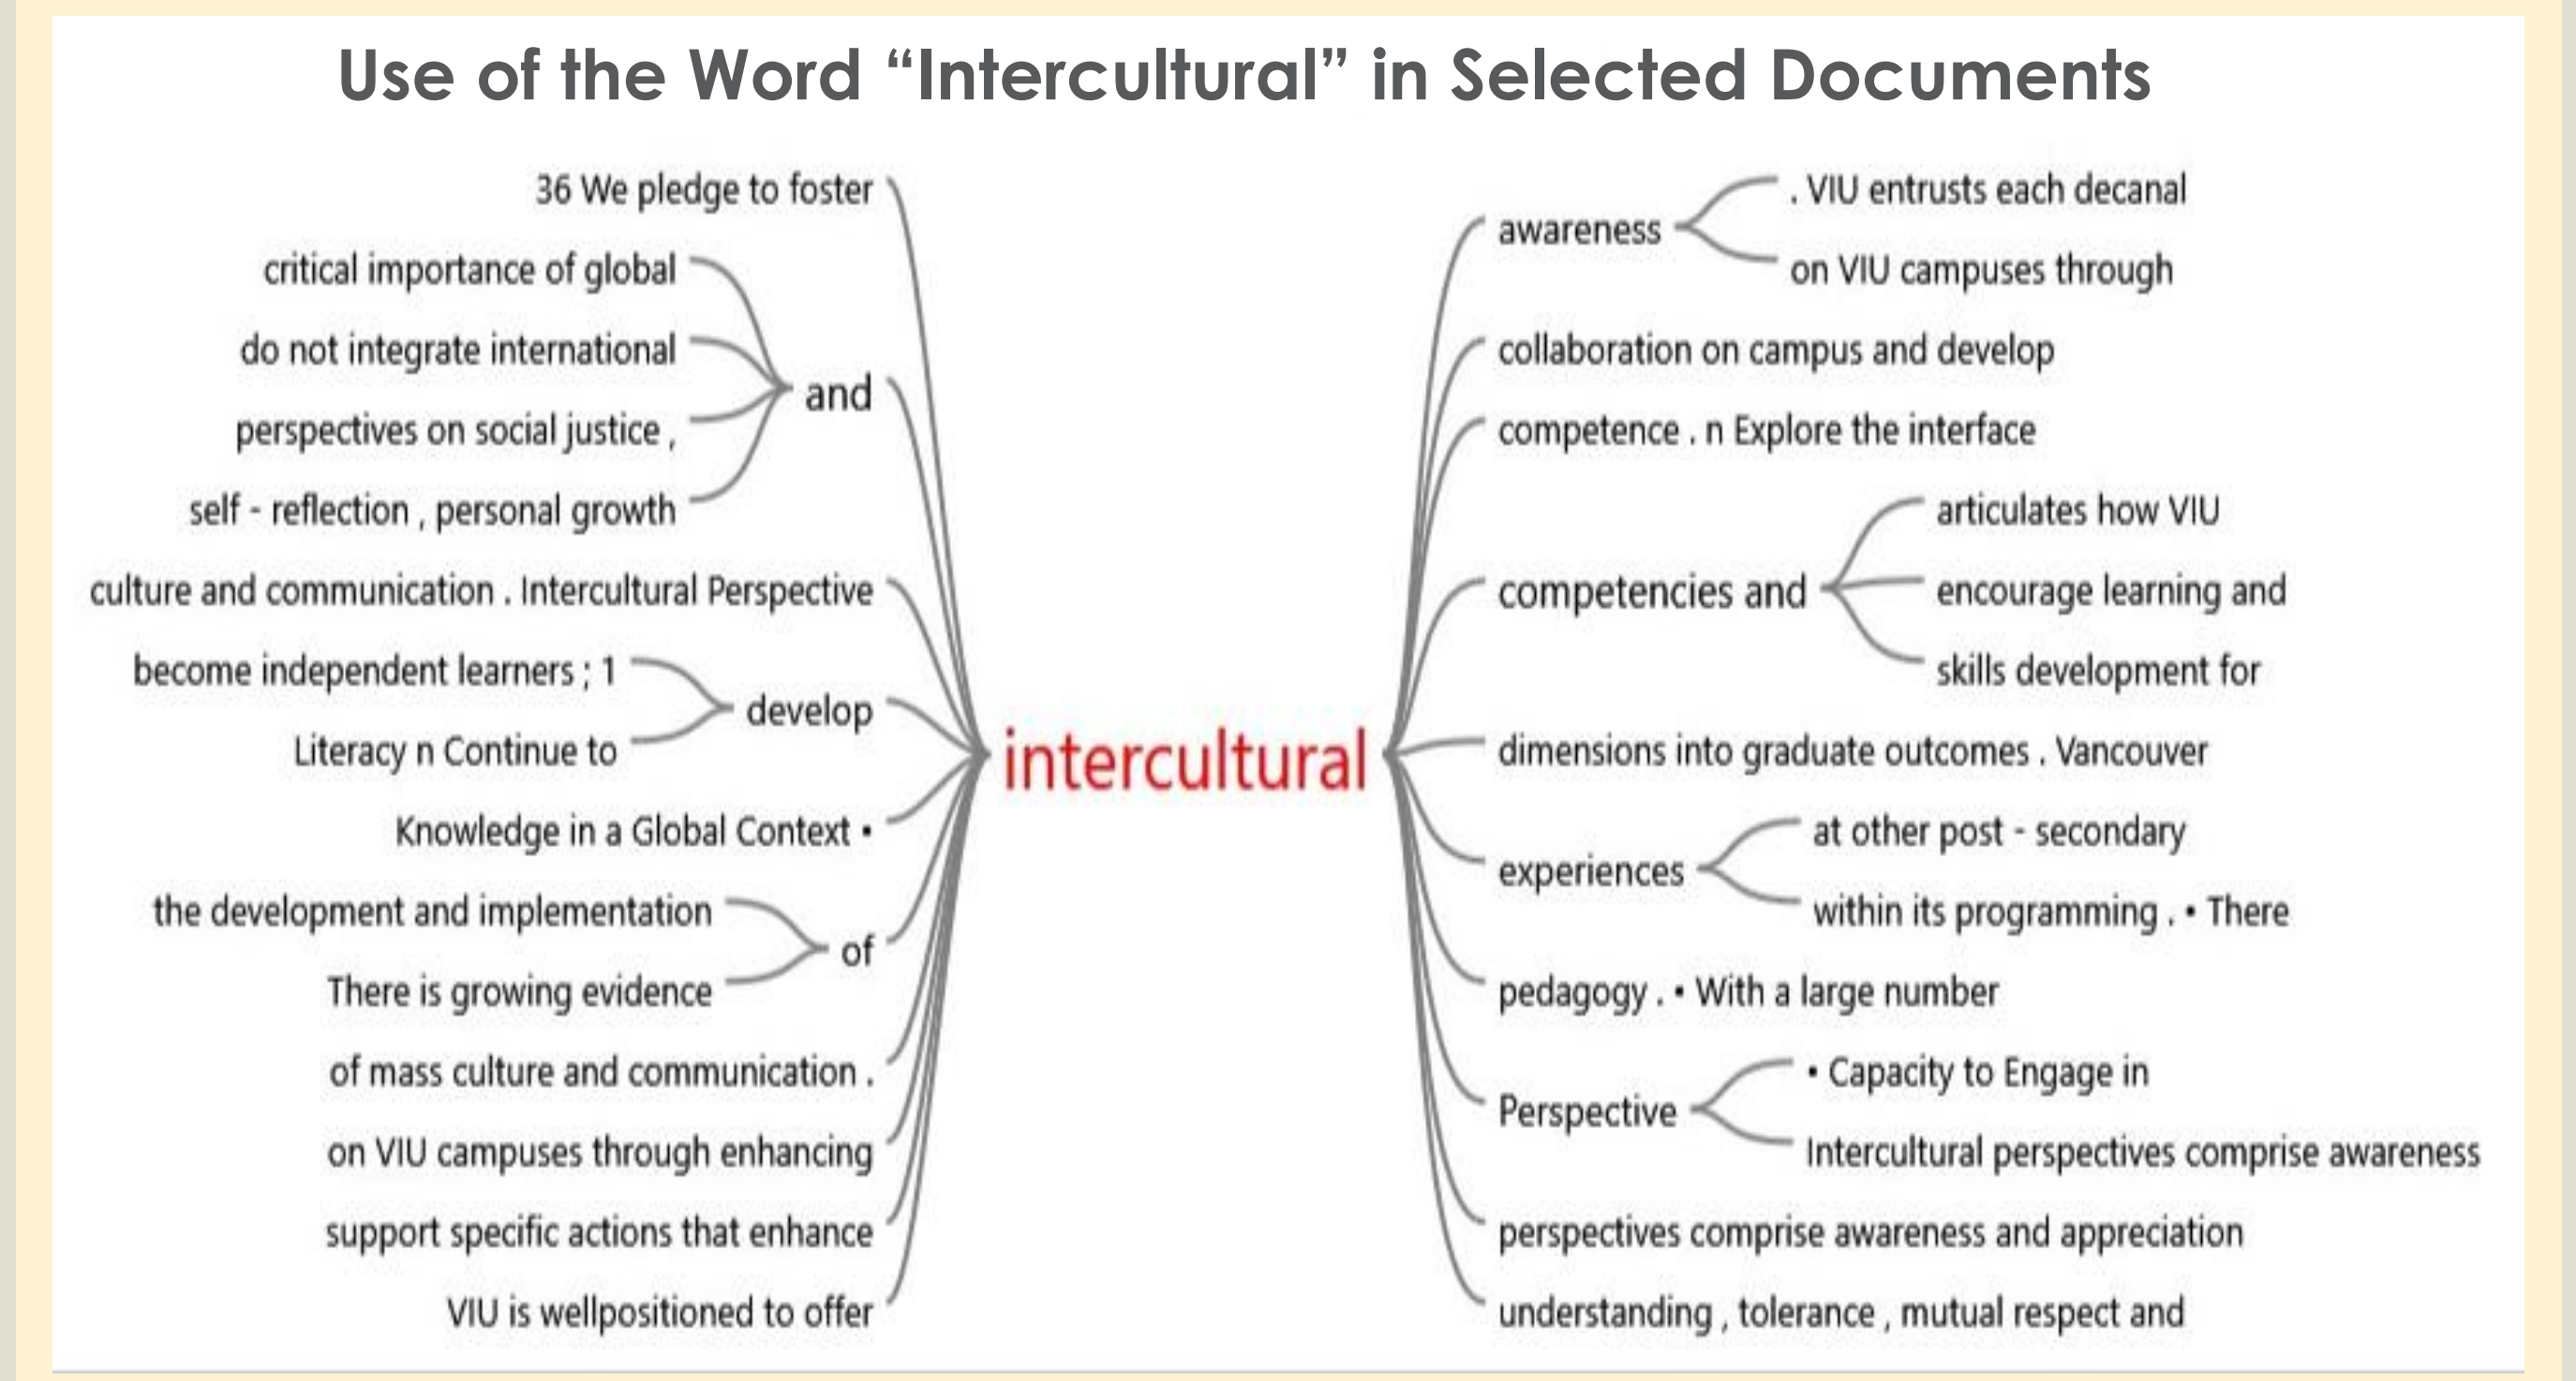 Use of the Word “Intercultural” in Selected Documents
36 We pledge to foster
critical importance of global
do not integrate international
perspectives on social justice ,
self - reflection , personal growth
and
culture and communication . Intercultural Perspective
become independent learners ; 1
Literacy n Continue to
develop
Knowledge in a Global Context •
the development and implementation
There is growing evidence
of
of mass culture and communication .
on VIU campuses through enhancing
support specific actions that enhance
VIU is wellpositioned to offer
intercultural
awareness
. VIU entrusts each decanal
on VIU campuses through
collaboration on campus and develop
competence . n Explore the interface
competencies and
articulates how VIU
encourage learning and
skills development for
dimensions into graduate outcomes . Vancouver
experiences
at other post - secondary
within its programming . • There
pedagogy . • With a large number
Perspective
• Capacity to Engage in
Intercultural perspectives comprise awareness
perspectives comprise awareness and appreciation
understanding , tolerance , mutual respect and